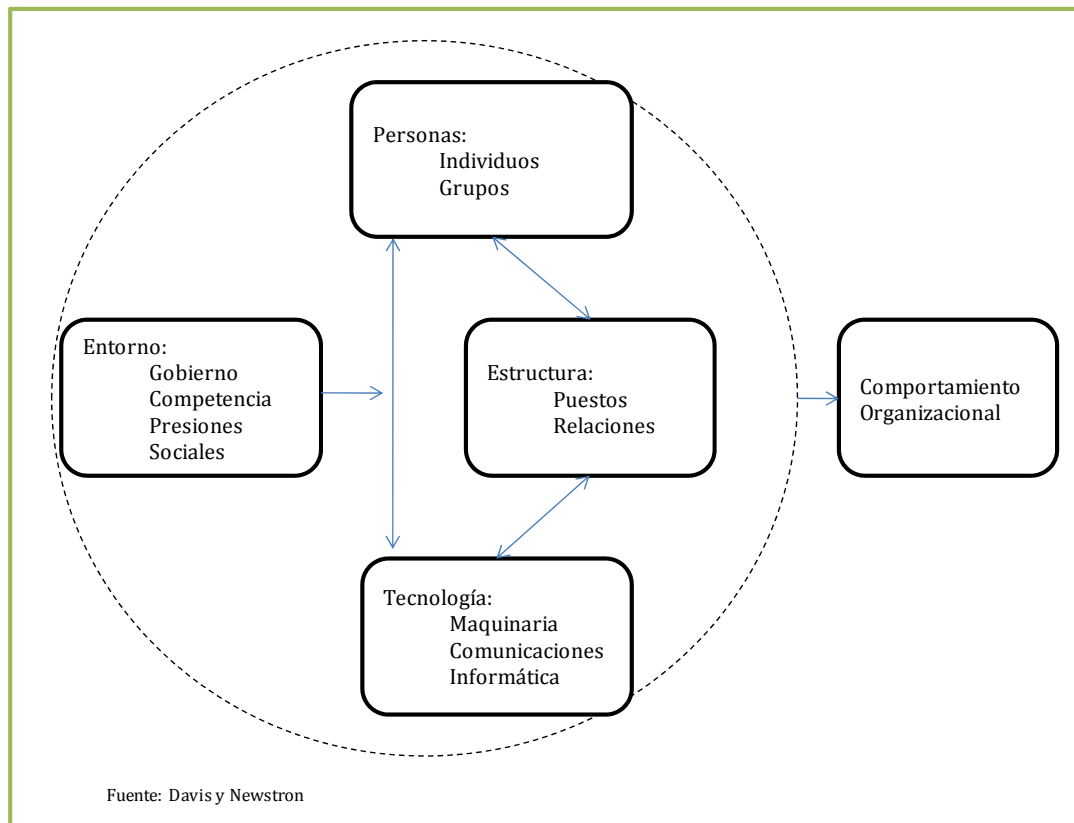 Personas:
Individuos
Grupos
Entorno:
Gobierno
Competencia
Presiones
Sociales
Estructura:
Puestos
Relaciones
Comportamiento
Organizacional
Tecnología:
Maquinaria
Comunicaciones
Informática
Fuente: Davis y Newstron